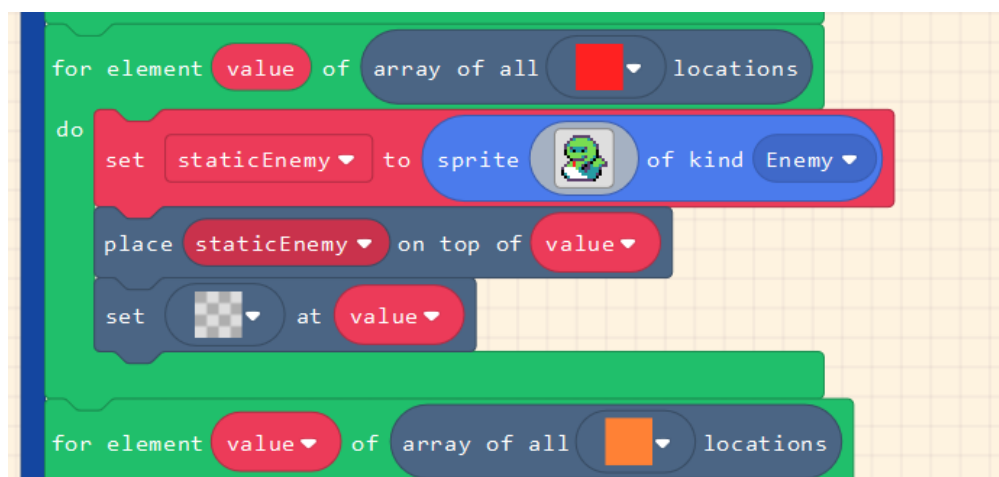 for element value of array of all locations
do
set staticEnemy to sprite of kind Enemy
place staticEnemy on top of value
set at value
for element value of array of all locations